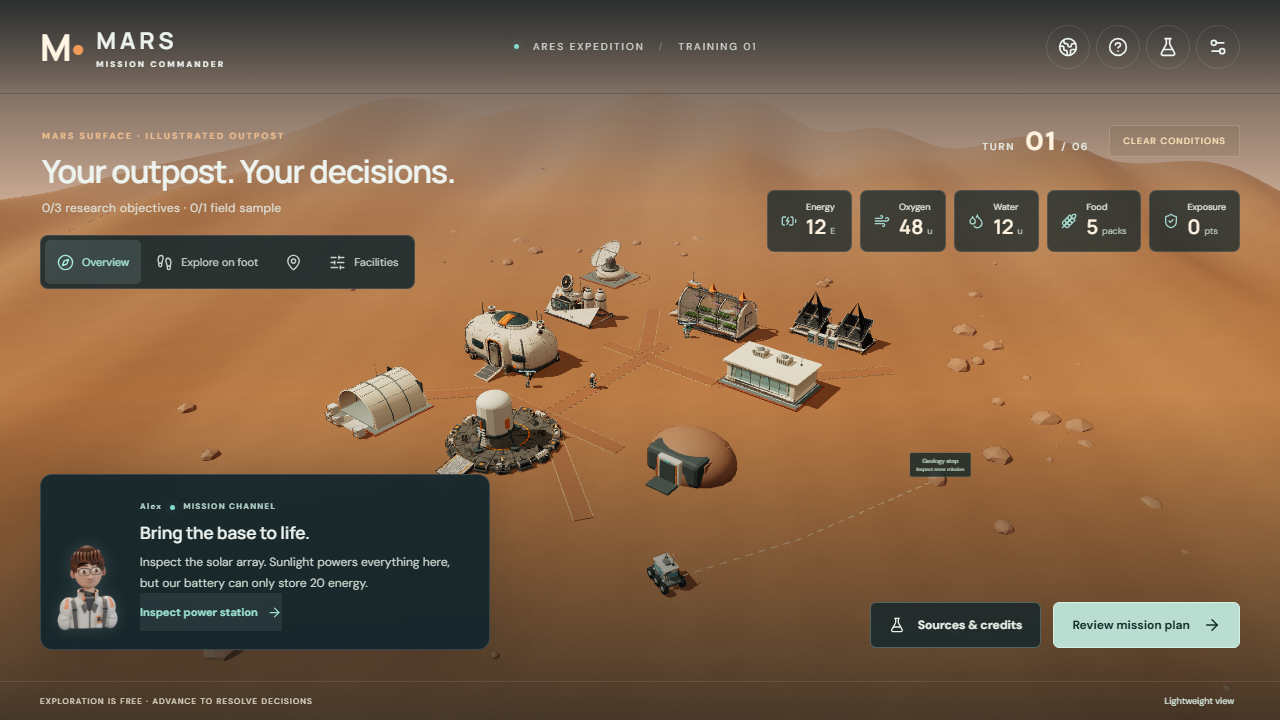 M
MARS
MISSION COMMANDER
ARES EXPEDITION / TRAINING 01
MARS SURFACE · ILLUSTRATED OUTPOST
Your outpost. Your decisions.
0/3 research objectives · 0/1 field sample
Overview
Explore on foot
Facilities
TURN 01 / 06
CLEAR CONDITIONS
Energy
12 E
Oxygen
48 u
Water
12 u
Food
5 packs
Exposure
0 pts
Geology stop
Inspect rover mission
Alex • MISSION CHANNEL
Bring the base to life.
Inspect the solar array. Sunlight powers everything here,
but our battery can only store 20 energy.
Inspect power station →
Sources & credits
Review mission plan →
EXPLORATION IS FREE · ADVANCE TO RESOLVE DECISIONS
Lightweight view